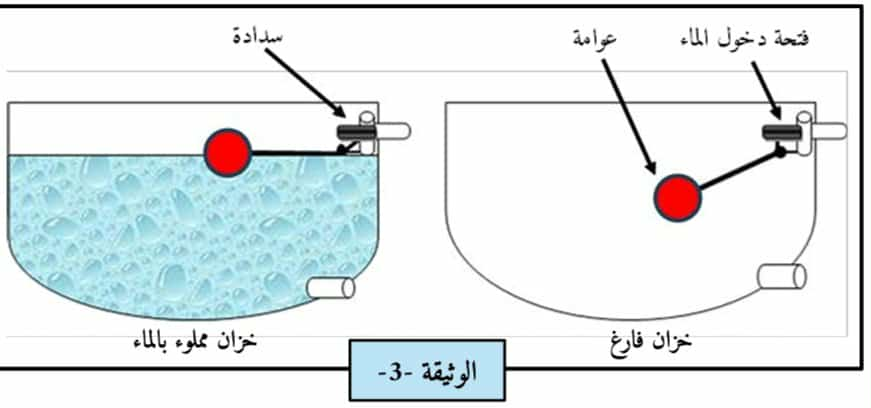 فتحة دخول الماء
عوامة
سدادة
خزان فارغ
خزان مملوء بالماء
الوثيقة -3-